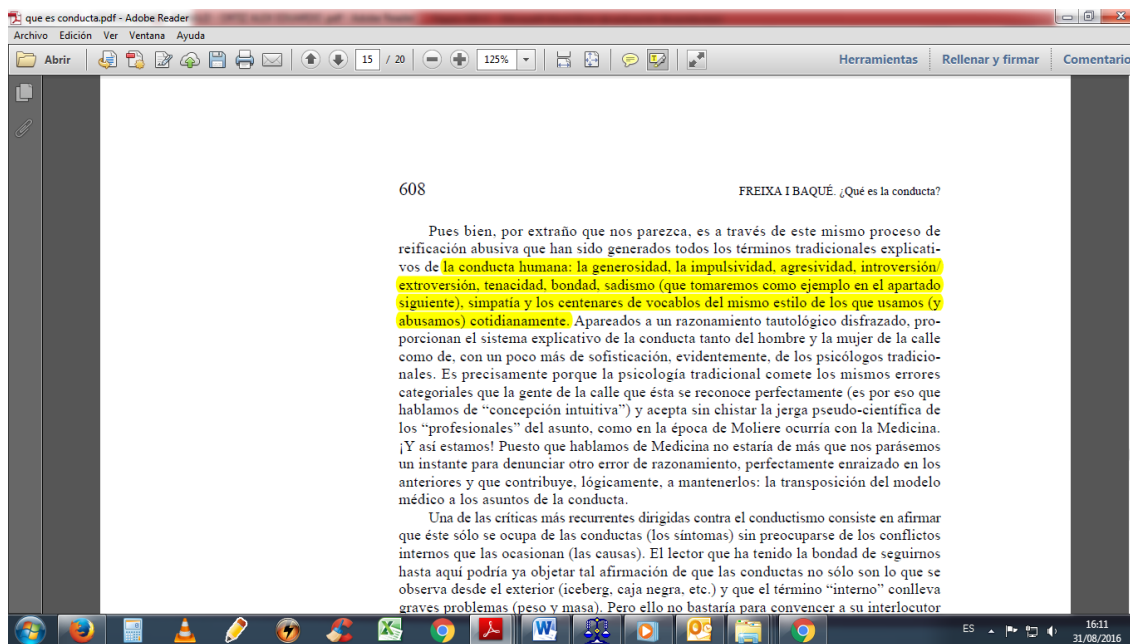 que es conducta.pdf - Adobe Reader
Archivo Edición Ver Ventana Ayuda
Abrir 15 / 20 125% Herramientas Rellenar y firmar Comentario
608 FREIXA I BAQUÉ. ¿Qué es la conducta?
Pues bien, por extraño que nos parezca, es a través de este mismo proceso de
reificación abusiva que han sido generados todos los términos tradicionales explicati-
vos de la conducta humana: la generosidad, la impulsividad, agresividad, introversión/
extroversión, tenacidad, bondad, sadismo (que tomaremos como ejemplo en el apartado
siguiente), simpatía y los centenares de vocablos del mismo estilo de los que usamos (y
abusamos) cotidianamente. Apareados a un razonamiento tautológico disfrazado, pro-
porcionan el sistema explicativo de la conducta tanto del hombre y la mujer de la calle
como de, con un poco más de sofisticación, evidentemente, de los psicólogos tradicio-
nales. Es precisamente porque la psicología tradicional comete los mismos errores
categoriales que la gente de la calle que ésta se reconoce perfectamente (es por eso que
hablamos de “concepción intuitiva”) y acepta sin chistar la jerga pseudo-científica de
los “profesionales” del asunto, como en la época de Moliere ocurría con la Medicina.
¡Y así estamos! Puesto que hablamos de Medicina no estaría de más que nos parásemos
un instante para denunciar otro error de razonamiento, perfectamente enraizado en los
anteriores y que contribuye, lógicamente, a mantenerlos: la transposición del modelo
médico a los asuntos de la conducta.
Una de las críticas más recurrentes dirigidas contra el conductismo consiste en afirmar
que éste sólo se ocupa de las conductas (los síntomas) sin preocuparse de los conflictos
internos que las ocasionan (las causas). El lector que ha tenido la bondad de seguirnos
hasta aquí podría ya objetar tal afirmación de que las conductas no sólo son lo que se
observa desde el exterior (iceberg, caja negra, etc.) y que el término “interno” conlleva
graves problemas (peso y masa). Pero ello no bastaría para convencer a su interlocutor
ES 16:11
31/08/2016